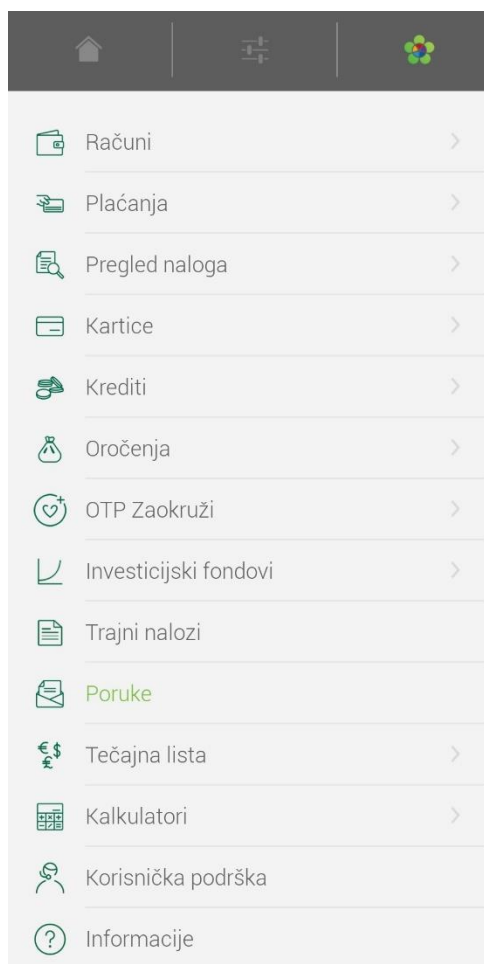 Računi
Plaćanja
Pregled naloga
Kartice
Krediti
Oročenja
OTP Zaokruži
Investicijski fondovi
Trajni nalozi
Poruke
Tečajna lista
Kalkulatori
Korisnička podrška
Informacije